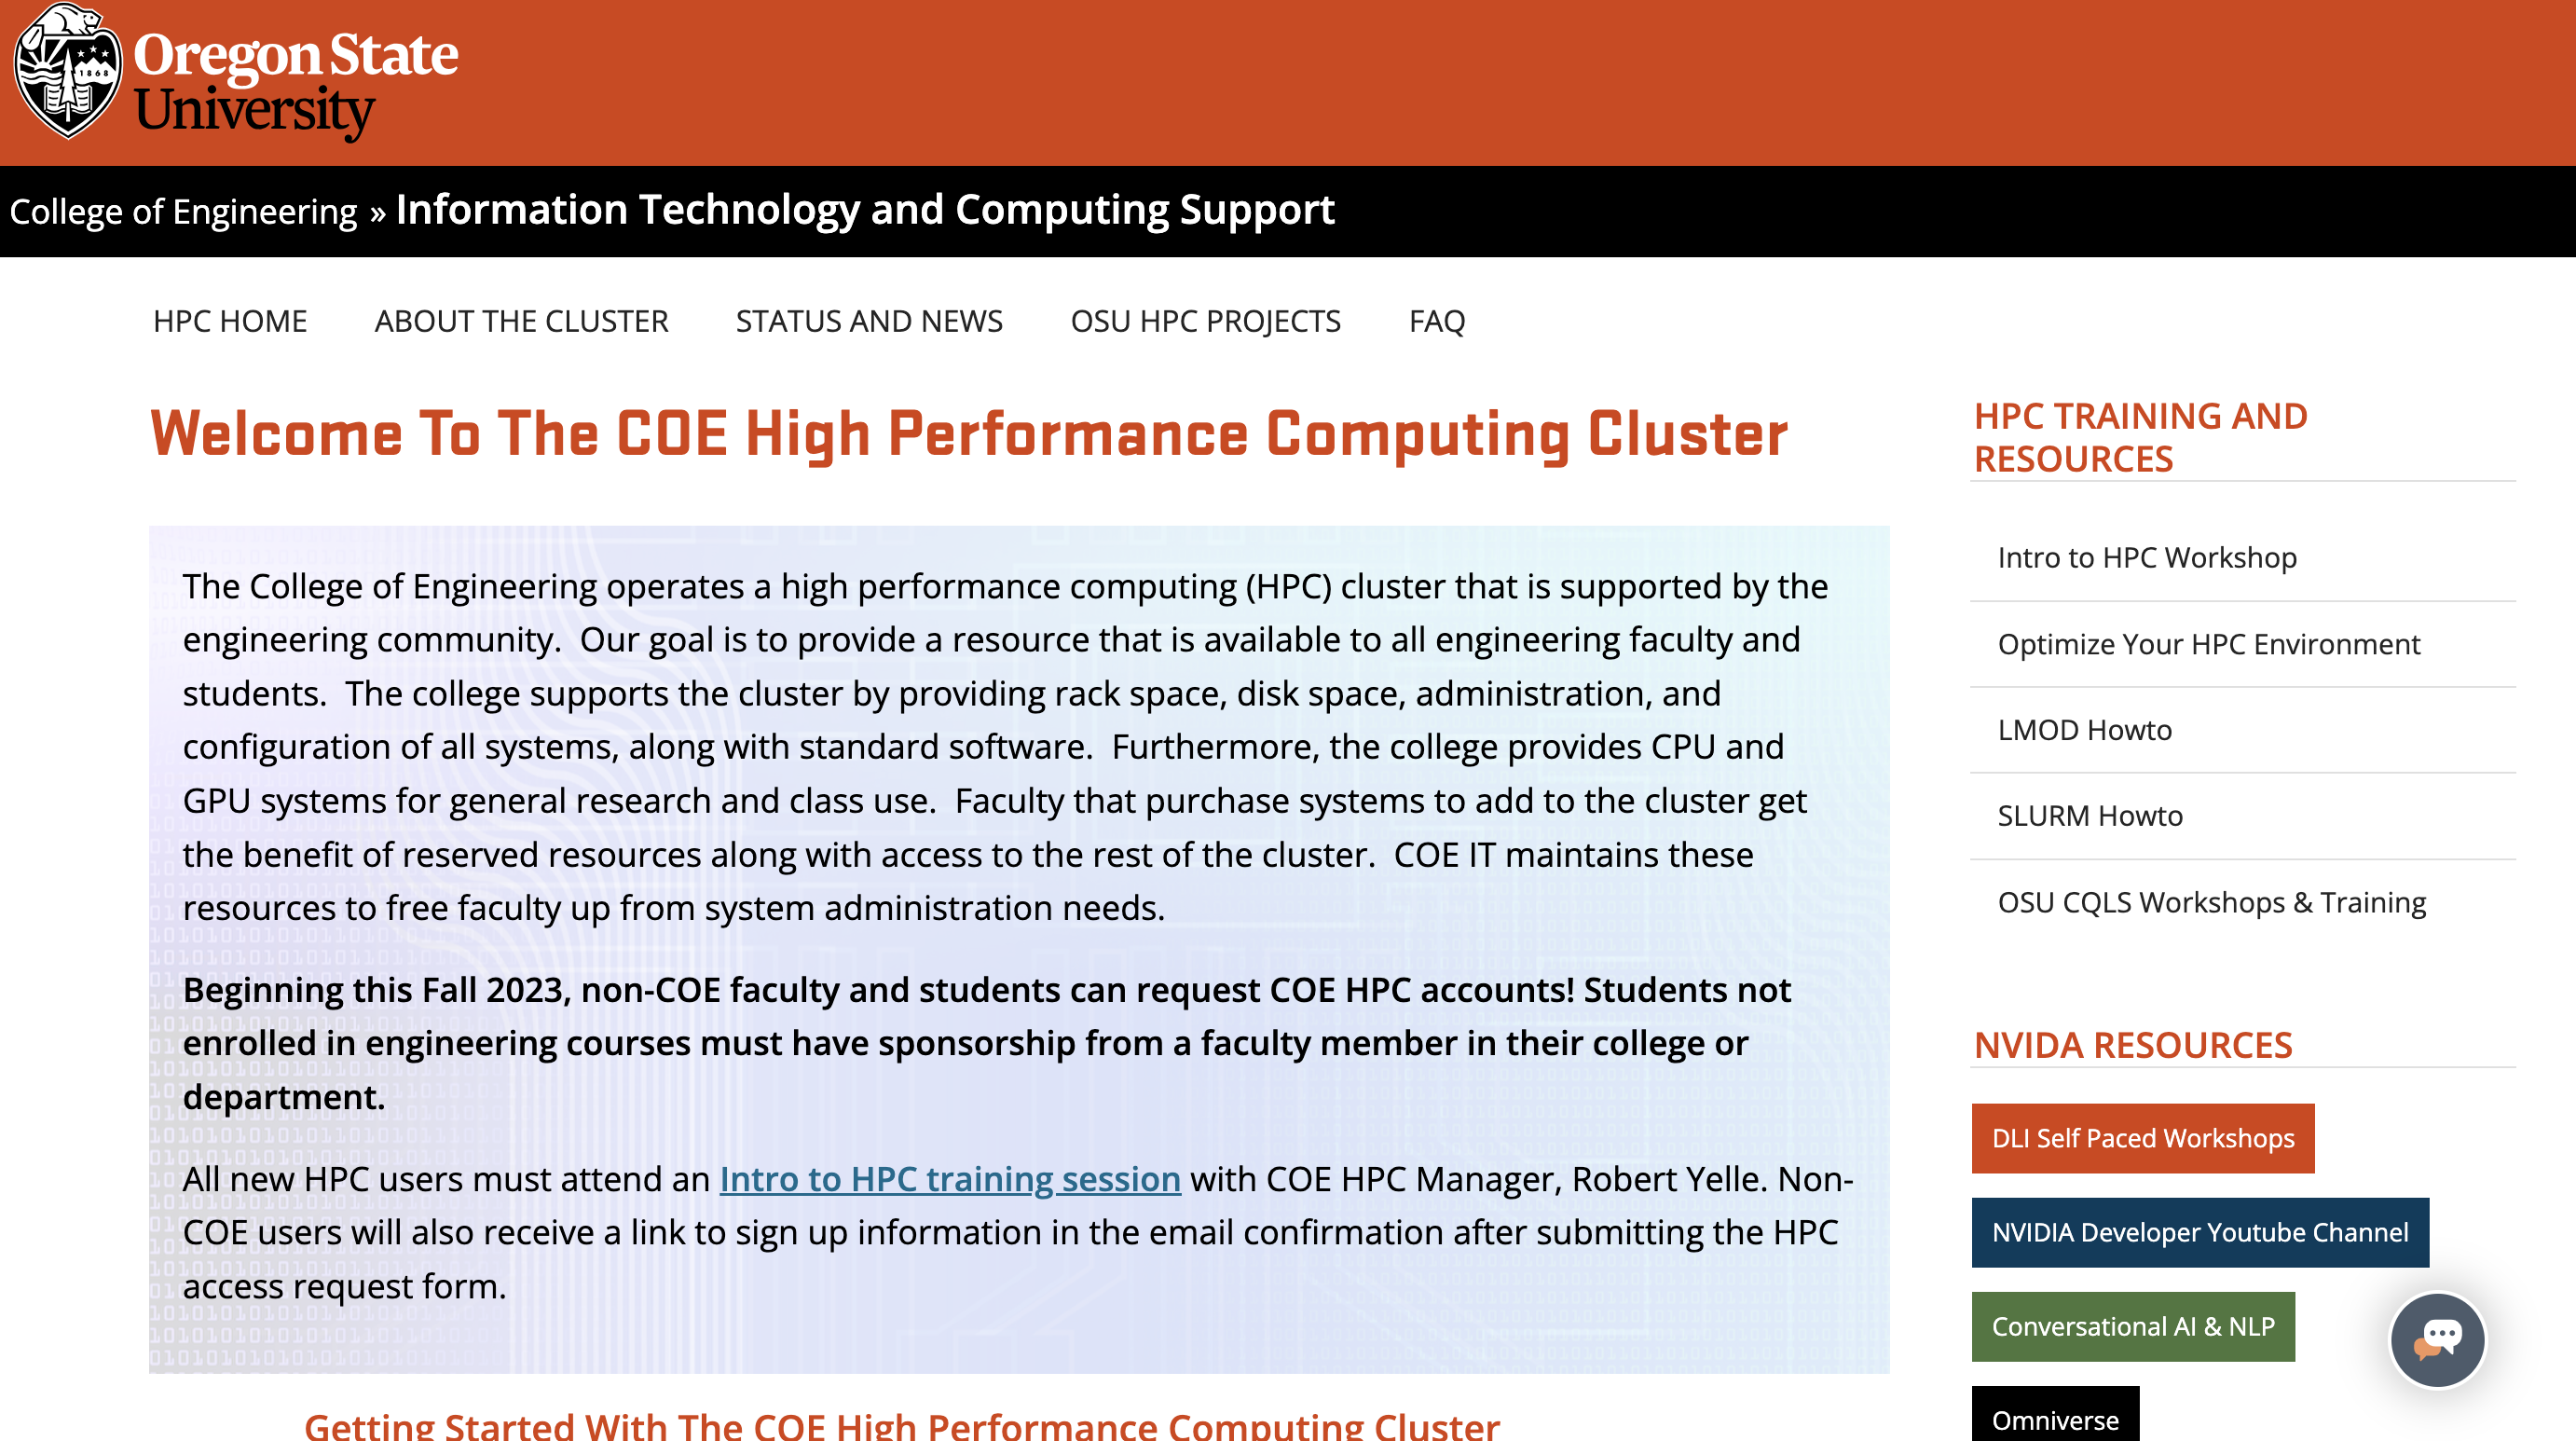 1868
Oregon State
University
College of Engineering » Information Technology and Computing Support
HPC HOME ABOUT THE CLUSTER STATUS AND NEWS OSU HPC PROJECTS FAQ
Welcome To The COE High Performance Computing Cluster
The College of Engineering operates a high performance computing (HPC) cluster that is supported by the
engineering community. Our goal is to provide a resource that is available to all engineering faculty and
students. The college supports the cluster by providing rack space, disk space, administration, and
configuration of all systems, along with standard software. Furthermore, the college provides CPU and
GPU systems for general research and class use. Faculty that purchase systems to add to the cluster get
the benefit of reserved resources along with access to the rest of the cluster. COE IT maintains these
resources to free faculty up from system administration needs.
Beginning this Fall 2023, non-COE faculty and students can request COE HPC accounts! Students not
enrolled in engineering courses must have sponsorship from a faculty member in their college or
department.
All new HPC users must attend an Intro to HPC training session with COE HPC Manager, Robert Yelle. Non-
COE users will also receive a link to sign up information in the email confirmation after submitting the HPC
access request form.
Getting Started With The COE High Performance Computing Cluster
HPC TRAINING AND
RESOURCES
Intro to HPC Workshop
Optimize Your HPC Environment
LMOD Howto
SLURM Howto
OSU CQLS Workshops & Training
NVIDA RESOURCES
DLI Self Paced Workshops
NVIDIA Developer Youtube Channel
Conversational AI & NLP
Omniverse